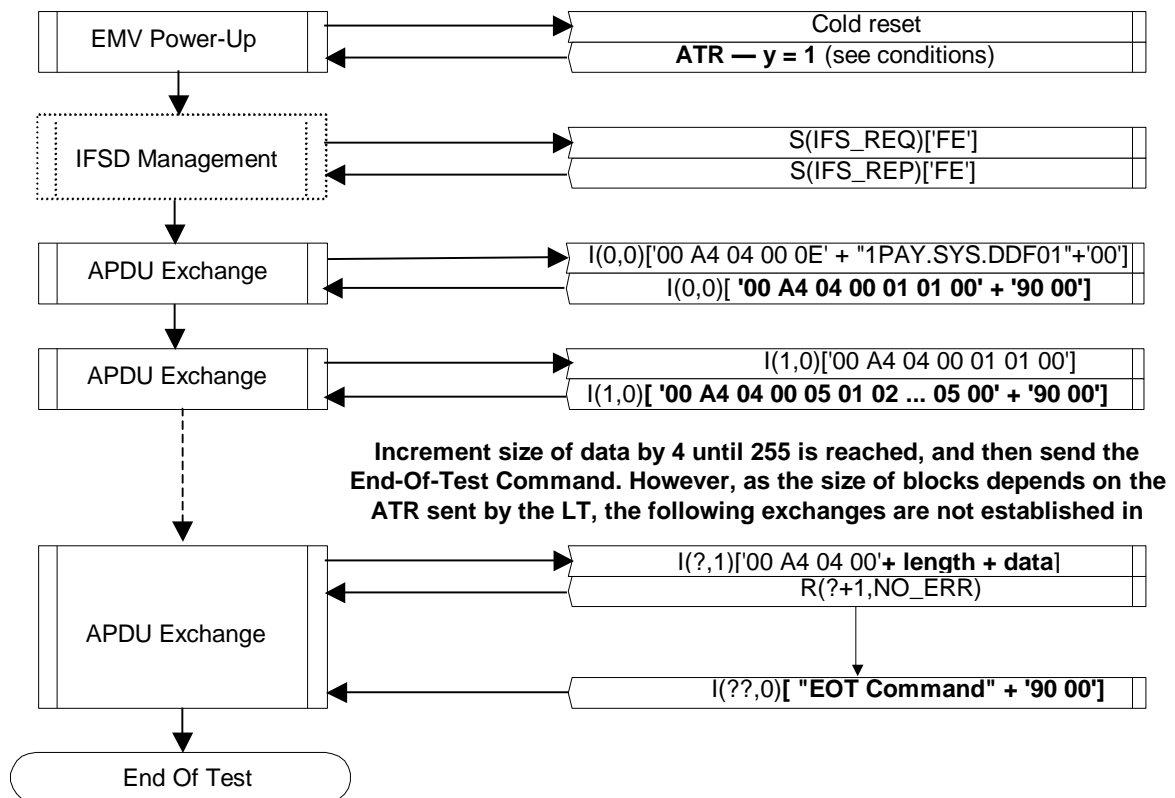 EMV Power-Up
Cold reset
ATR — y = 1 (see conditions)
IFSD Management
S(IFS_REQ)['FE']
S(IFS_REP)['FE']
APDU Exchange
I(0,0)['00 A4 04 00 0E' + "1PAY.SYS.DDF01"+'00']
I(0,0)[ '00 A4 04 00 01 01 00' + '90 00']
APDU Exchange
I(1,0)['00 A4 04 00 01 01 00']
I(1,0)[ '00 A4 04 00 05 01 02 ... 05 00' + '90 00']
Increment size of data by 4 until 255 is reached, and then send the
End-Of-Test Command. However, as the size of blocks depends on the
ATR sent by the LT, the following exchanges are not established in
APDU Exchange
I(?,1)['00 A4 04 00'+ length + data]
R(?+1,NO_ERR)
I(??,0)[ "EOT Command" + '90 00']
End Of Test